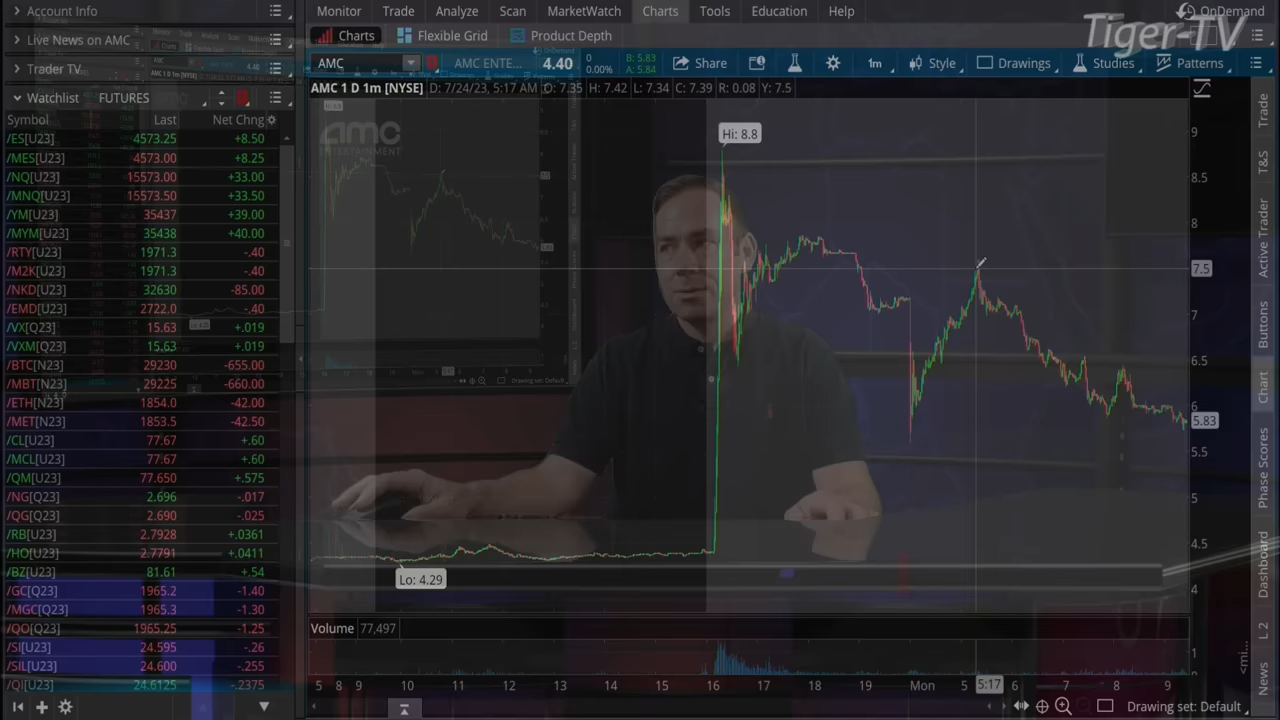 Account Info
Monitor Trade Analyze Scan MarketWatch Charts Tools Education Help OnDemand
Tiger-TV
Live News on AMC
Charts Flexible Grid Product Depth
Trader TV
AMC AMC ENTE... 4.40 0 0.00% B: 5.83 A: 5.84 Share 1m Style Drawings Studies Patterns
Watchlist FUTURES
AMC 1 D 1m [NYSE] D: 7/24/23, 5:17 AM O: 7.35 H: 7.42 L: 7.34 C: 7.39 R: 0.08 Y: 7.5
Symbol Last Net Chng
/ES[U23] 4573.25 +8.50
/MES[U23] 4573.00 +8.25
/NQ[U23] 15573.00 +33.00
/MNQ[U23] 15573.50 +33.50
/YM[U23] 35437 +39.00
/MYM[U23] 35438 +40.00
/RTY[U23] 1971.3 -.40
/M2K[U23] 1971.3 -.40
/NKD[U23] 32630 -85.00
/EMD[U23] 2722.0 -.40
/VX[Q23] 15.63 +.019
/VXM[Q23] 15.63 +.019
/BTC[N23] 29230 -655.00
/MBT[N23] 29225 -660.00
/ETH[N23] 1854.0 -42.00
/MET[N23] 1853.5 -42.50
/CL[U23] 77.67 +.60
/MCL[U23] 77.67 +.60
/QM[U23] 77.650 +.575
/NG[Q23] 2.696 -.017
/QG[Q23] 2.690 -.025
/RB[U23] 2.7928 +.0361
/HO[U23] 2.7791 +.0411
/BZ[U23] 81.61 +.54
/GC[Q23] 1965.2 -1.40
/MGC[Q23] 1965.3 -1.30
/QO[Q23] 1965.25 -1.25
/SI[U23] 24.595 -.26
/SIL[U23] 24.600 -.255
/QI[U23] 24.6125 -.2375
amc
ENTERTAINMENT
Hi: 8.8
Lo: 4.29
9
8.5
8
7.5
7
6.5
6
5.83
5.5
5
4.5
4
Volume 77,497
1
5 8 9 10 11 12 13 14 15 16 17 18 19 Mon 5 5:17 6 7 8 9
Drawing set: Default
Trade
T&S
Active Trader
Buttons
Chart
Phase Scores
Dashboard
L 2
News
<mi...